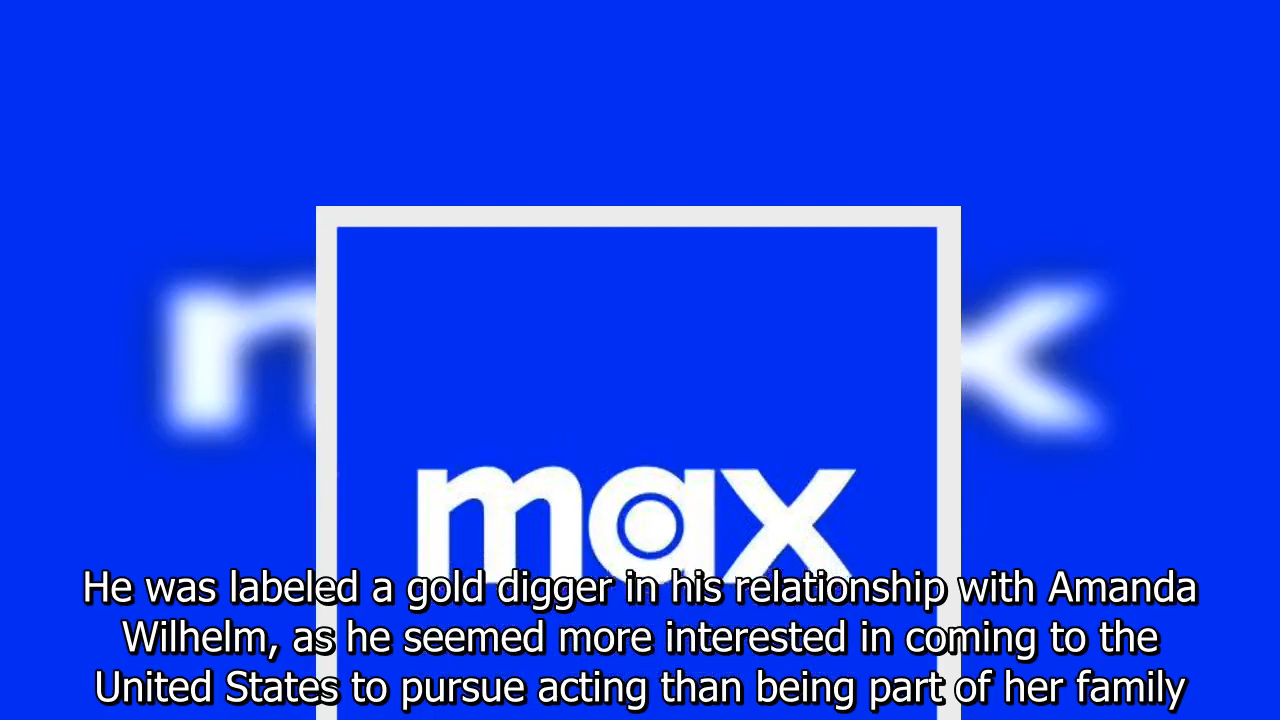 max
He was labeled a gold digger in his relationship with Amanda
Wilhelm, as he seemed more interested in coming to the
United States to pursue acting than being part of her family